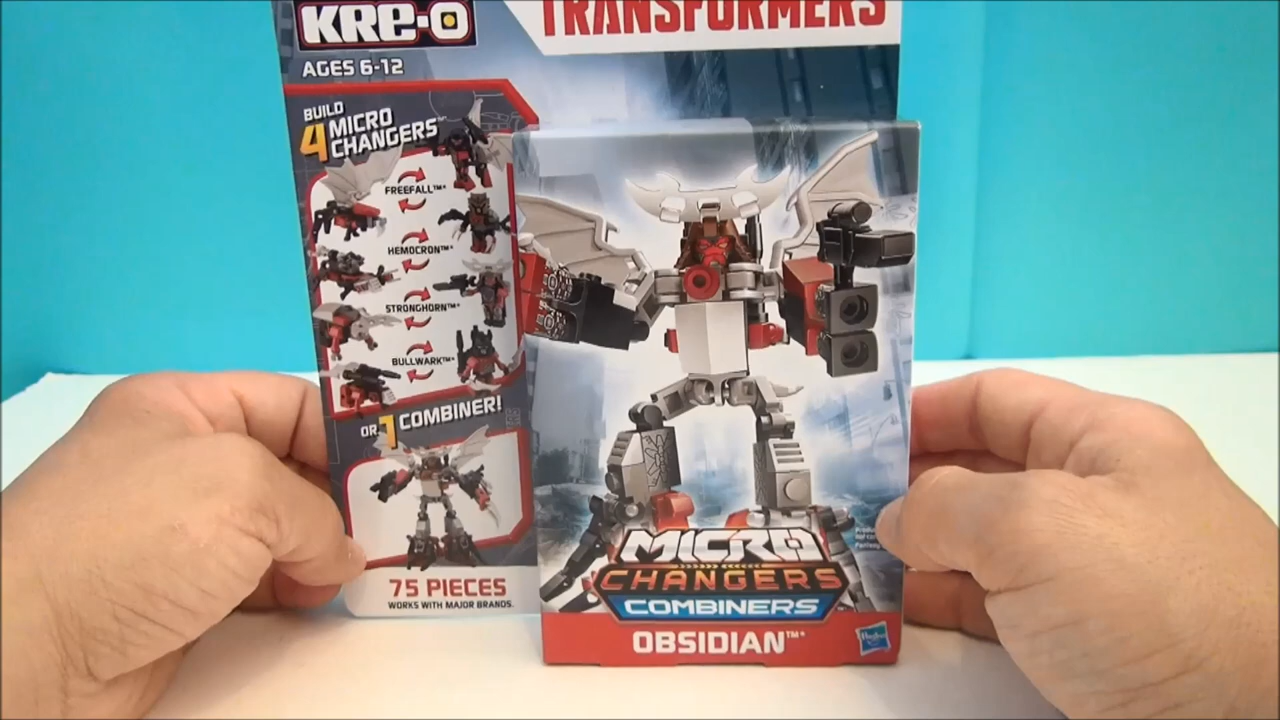 KRE-O
TRANSFORMERS
AGES 6-12
BUILD
4 MICRO
CHANGERS™
FREEFALL™*
HEMOCRON™*
STRONGHORN™*
BULLWARK™*
OR 1 COMBINER!
75 PIECES
WORKS WITH MAJOR BRANDS.
MICRO
CHANGERS
COMBINERS
OBSIDIAN™*
Hasbro